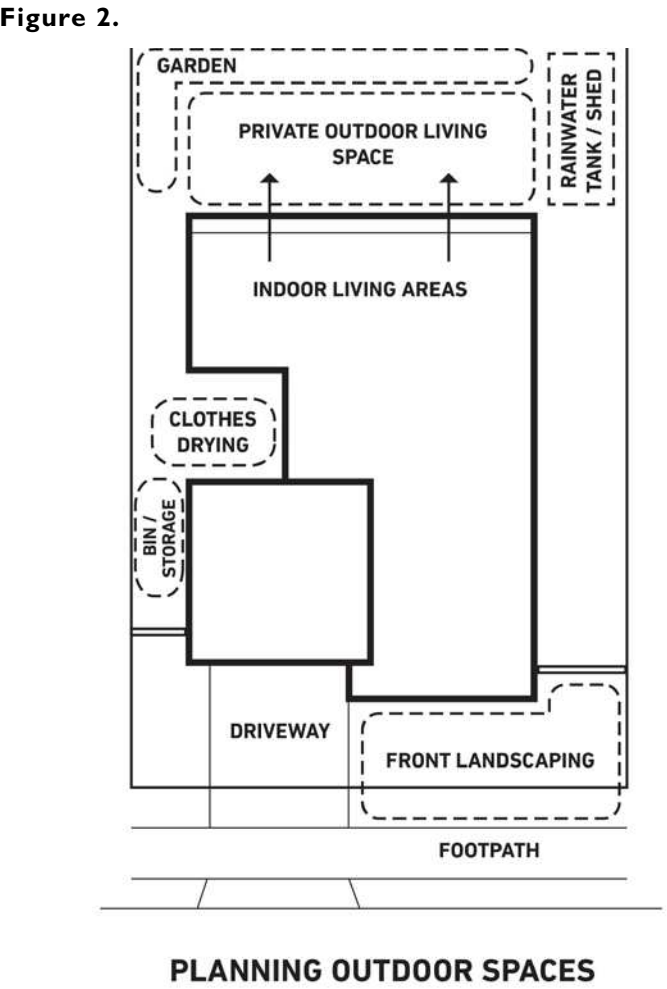 Figure 2.
GARDEN
PRIVATE OUTDOOR LIVING
SPACE
RAINWATER
TANK / SHED
INDOOR LIVING AREAS
CLOTHES
DRYING
BIN /
STORAGE
DRIVEWAY
FRONT LANDSCAPING
FOOTPATH
PLANNING OUTDOOR SPACES